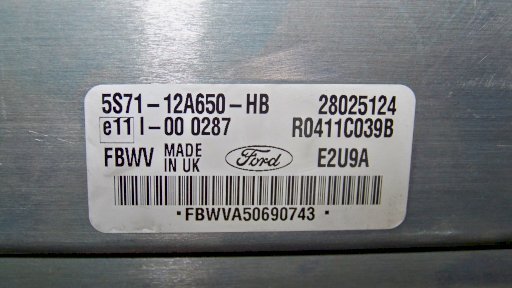 5S71-12A650-HB 28025124
e11 I-00 0287 R0411C039B
FBWV MADE IN UK Ford E2U9A
·FBWVA50690743·